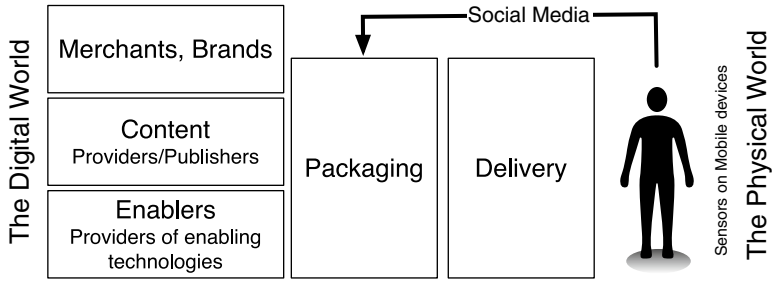 Social Media
The Digital World
Merchants, Brands
Content
Providers/Publishers
Enablers
Providers of enabling
technologies
Packaging
Delivery
Sensors on Mobile devices
The Physical World